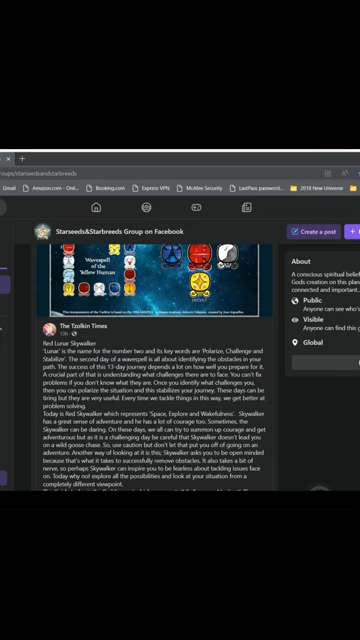 oups/starseedsandstarbreeds
Gmail
Amazon.com - Onli...
Booking.com
Express VPN
McAfee Security
LastPass password...
2018 New Universe
Starseeds&Starbreeds Group on Facebook
Create a post
Wavespell
of the
Yellow Human
The Tzolkin Times
13h
Red Lunar Skywalker
'Lunar' is the name for the number two and its key words are 'Polarize, Challenge and
Stabilize'. The second day of a wavespell is all about identifying the obstacles in your
path. The success of this 13-day journey depends a lot on how well you prepare for it.
A crucial part of that is understanding what challenges there are to face. You can't fix
problems if you don't know what they are. Once you identify what challenges you,
then you can polarize the situation and this stabilizes your journey. These days can be
tiring but they are very useful. Every time we tackle things in this way, we get better at
problem solving.
Today is Red Skywalker which represents 'Space, Explore and Wakefulness'. Skywalker
has a great sense of adventure and he has a lot of courage too. Sometimes, the
Skywalker can be daring. On these days, we all can try to summon up courage and get
adventurous but as it is a challenging day be careful that Skywalker doesn't lead you
on a wild goose chase. So, use caution but don't let that put you off of going on an
adventure. Another way of looking at it is this; Skywalker asks you to be open minded
because that's what it takes to successfully remove obstacles. It also takes a bit of
nerve, so perhaps Skywalker can inspire you to be fearless about tackling issues face
on. Today why not explore all the possibilities and look at your situation from a
completely different viewpoint.
About
A conscious spiritual belief
Gods creation on this plan
connected and important.
Public
Anyone can see who's
Visible
Anyone can find this g
Global